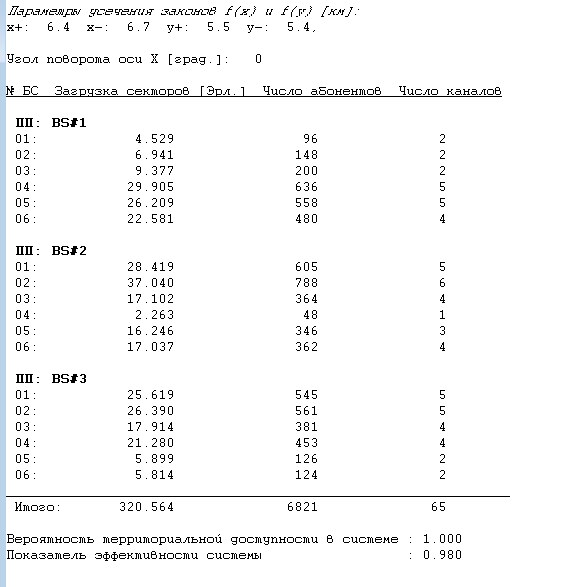 Параметры усечения законов f(x) и f(y) [км]:
x+: 6.4 x-: 6.7 y+: 5.5 y-: 5.4,
Угол поворота оси X [град.]: 0
№ БС Загрузка секторов [Эрл.] Число абонентов Число каналов
ПП: BS#1
01: 4.529 96 2
02: 6.941 148 2
03: 9.377 200 2
04: 29.905 636 5
05: 26.209 558 5
06: 22.581 480 4
ПП: BS#2
01: 28.419 605 5
02: 37.040 788 6
03: 17.102 364 4
04: 2.263 48 1
05: 16.246 346 3
06: 17.037 362 4
ПП: BS#3
01: 25.619 545 5
02: 26.390 561 5
03: 17.914 381 4
04: 21.280 453 4
05: 5.899 126 2
06: 5.814 124 2
Итого: 320.564 6821 65
Вероятность территориальной доступности в системе : 1.000
Показатель эффективности системы : 0.980